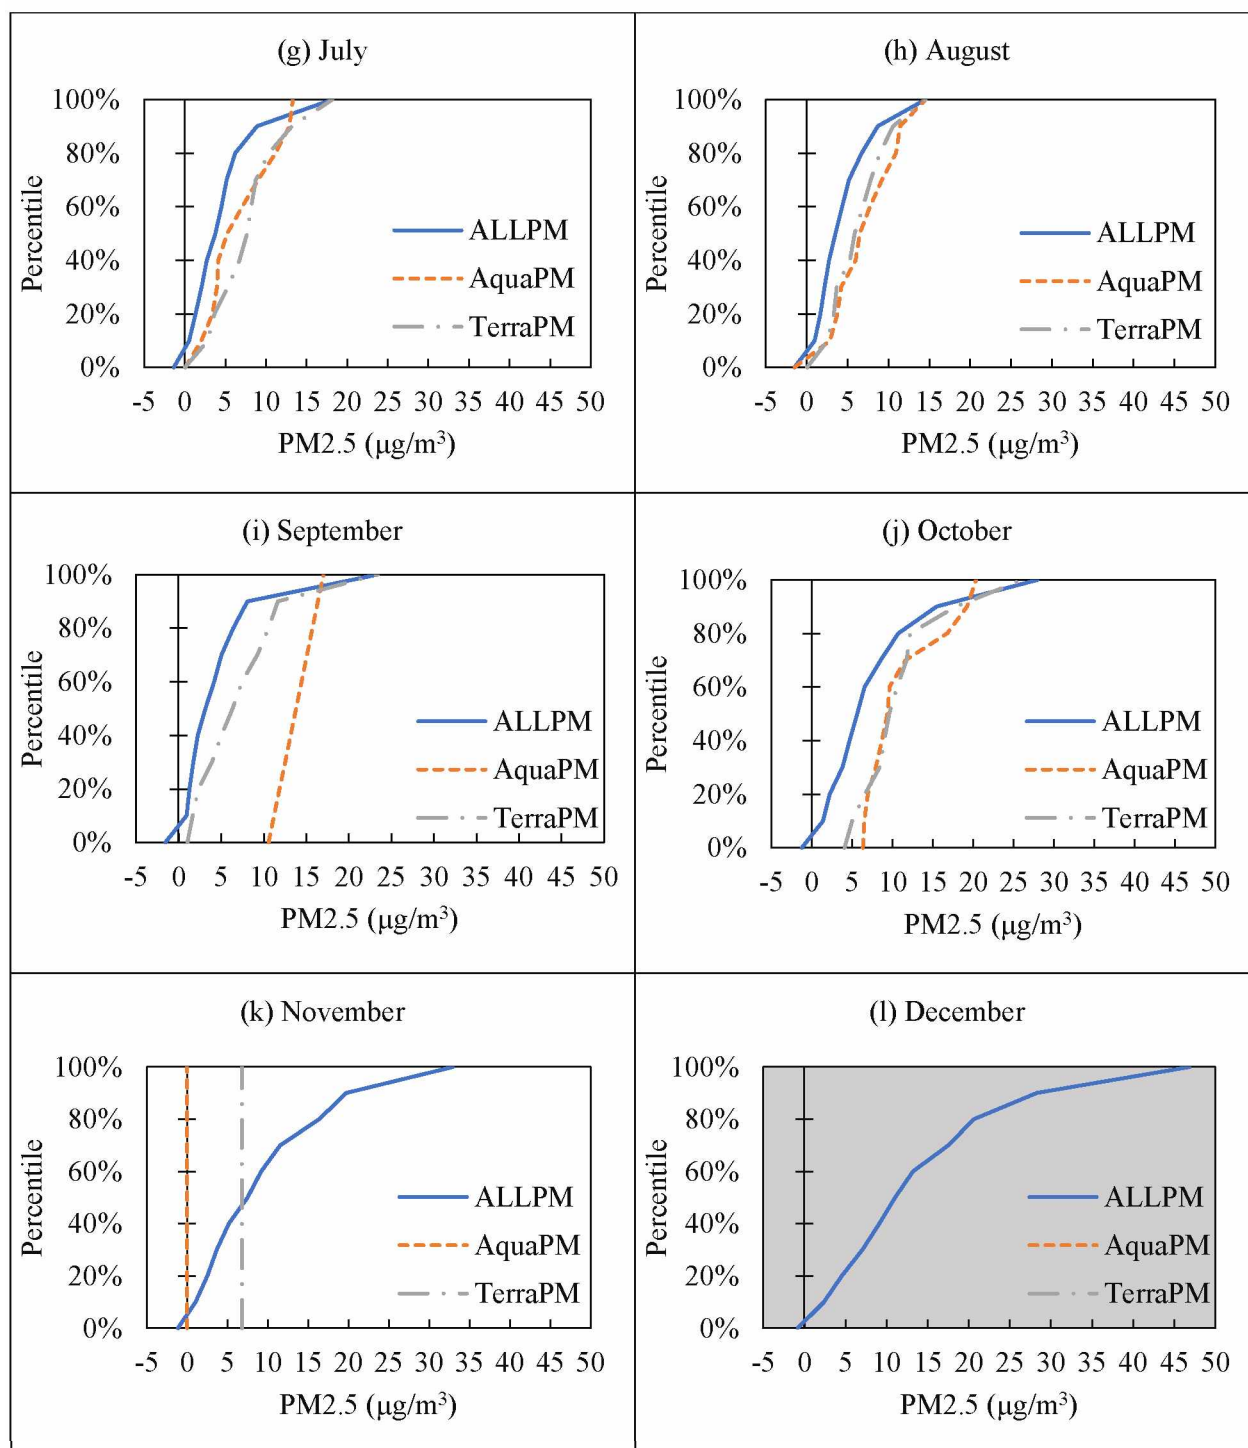 (g) July
100%
80%
60%
40%
20%
0%
Percentile
ALLPM
AquaPM
TerraPM
-5 0 5 10 15 20 25 30 35 40 45 50
PM2.5 (μg/m³)
(h) August
100%
80%
60%
40%
20%
0%
Percentile
ALLPM
AquaPM
TerraPM
-5 0 5 10 15 20 25 30 35 40 45 50
PM2.5 (μg/m³)
(i) September
100%
80%
60%
40%
20%
0%
Percentile
ALLPM
AquaPM
TerraPM
-5 0 5 10 15 20 25 30 35 40 45 50
PM2.5 (μg/m³)
(j) October
100%
80%
60%
40%
20%
0%
Percentile
ALLPM
AquaPM
TerraPM
-5 0 5 10 15 20 25 30 35 40 45 50
PM2.5 (μg/m³)
(k) November
100%
80%
60%
40%
20%
0%
Percentile
ALLPM
AquaPM
TerraPM
-5 0 5 10 15 20 25 30 35 40 45 50
PM2.5 (μg/m³)
(l) December
100%
80%
60%
40%
20%
0%
Percentile
ALLPM
AquaPM
TerraPM
-5 0 5 10 15 20 25 30 35 40 45 50
PM2.5 (μg/m³)